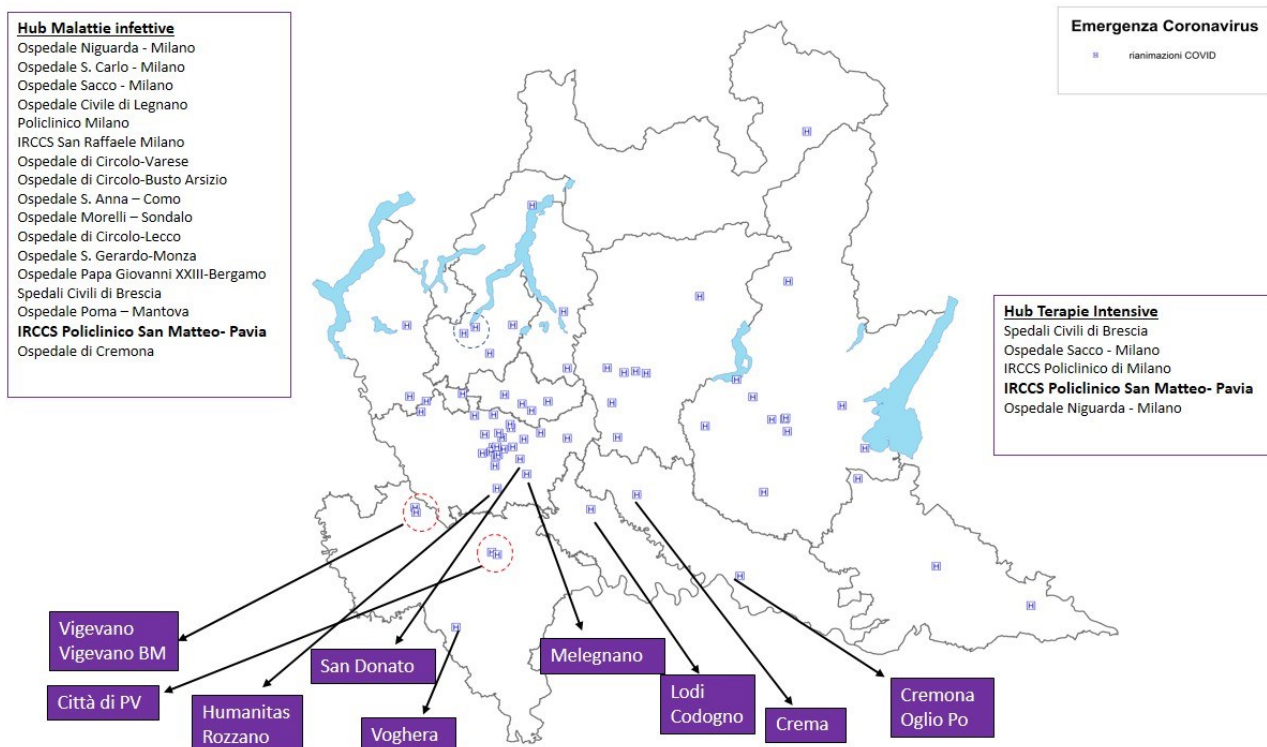 Hub Malattie infettive
Ospedale Niguarda - Milano
Ospedale S. Carlo - Milano
Ospedale Sacco - Milano
Ospedale Civile di Legnano
Policlinico Milano
IRCCS San Raffaele Milano
Ospedale di Circolo-Varese
Ospedale di Circolo-Busto Arsizio
Ospedale S. Anna – Como
Ospedale Morelli – Sondalo
Ospedale di Circolo-Lecco
Ospedale S. Gerardo-Monza
Ospedale Papa Giovanni XXIII-Bergamo
Spedali Civili di Brescia
Ospedale Poma – Mantova
IRCCS Policlinico San Matteo- Pavia
Ospedale di Cremona
Emergenza Coronavirus
H rianimazioni COVID
Hub Terapie Intensive
Spedali Civili di Brescia
Ospedale Sacco - Milano
IRCCS Policlinico di Milano
IRCCS Policlinico San Matteo- Pavia
Ospedale Niguarda - Milano
Vigevano
Vigevano BM
Città di PV
Humanitas
Rozzano
San Donato
Voghera
Melegnano
Lodi
Codogno
Crema
Cremona
Oglio Po